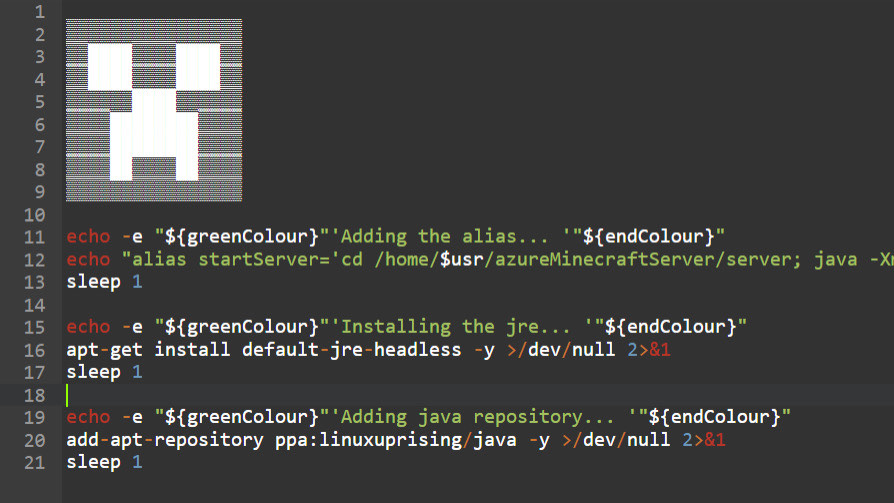 1
2
3
4
5
6
7
8
9
10
11 echo -e "${greenColour}"'Adding the alias... '"${endColour}"
12 echo "alias startServer='cd /home/$usr/azureMinecraftServer/server; java -X
13 sleep 1
14
15 echo -e "${greenColour}"'Installing the jre... '"${endColour}"
16 apt-get install default-jre-headless -y >/dev/null 2>&1
17 sleep 1
18
19 echo -e "${greenColour}"'Adding java repository... '"${endColour}"
20 add-apt-repository ppa:linuxuprising/java -y >/dev/null 2>&1
21 sleep 1